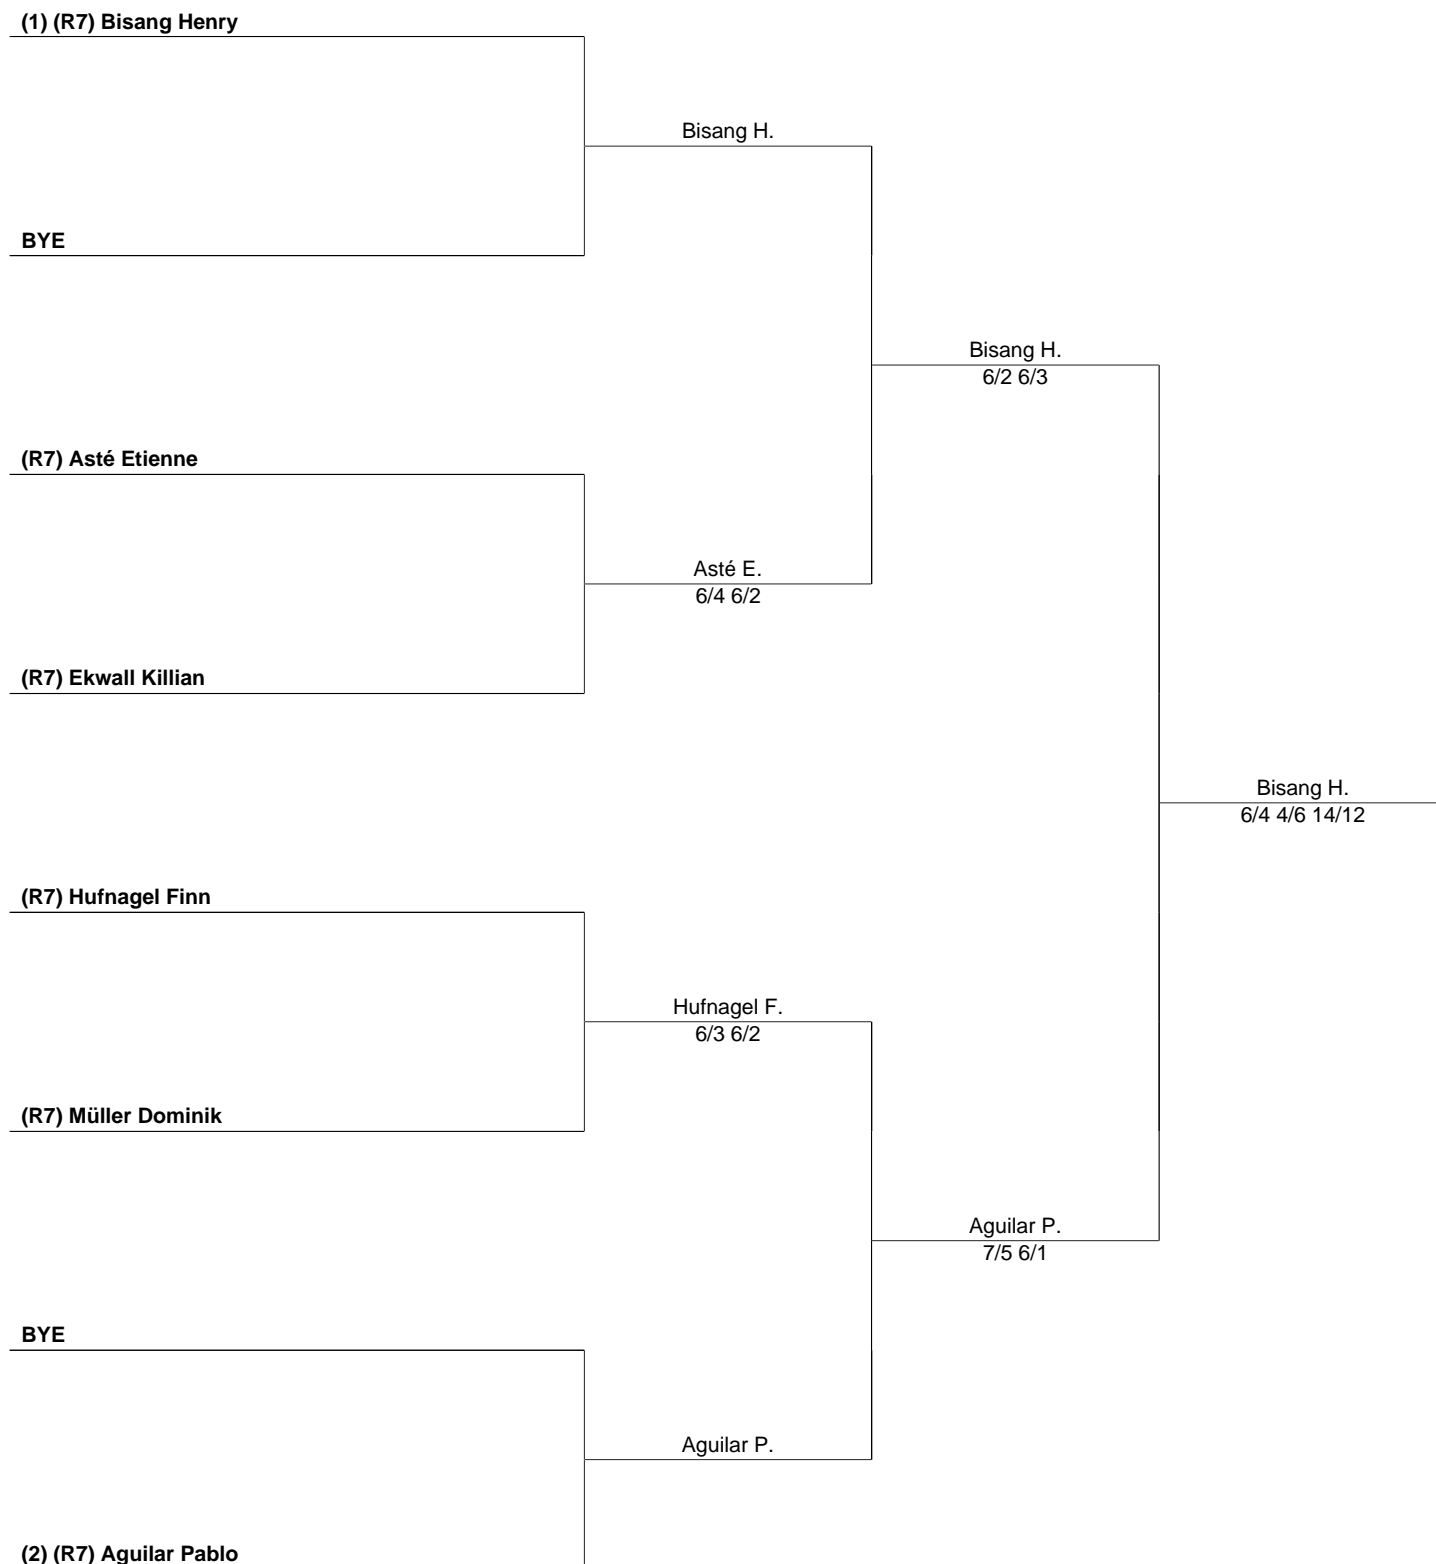 (1) (R7) Bisang Henry
Bisang H.
BYE
Bisang H.
6/2 6/3
(R7) Asté Etienne
Asté E.
6/4 6/2
(R7) Ekwall Killian
Bisang H.
6/4 4/6 14/12
(R7) Hufnagel Finn
Hufnagel F.
6/3 6/2
(R7) Müller Dominik
Aguilar P.
7/5 6/1
BYE
Aguilar P.
(2) (R7) Aguilar Pablo